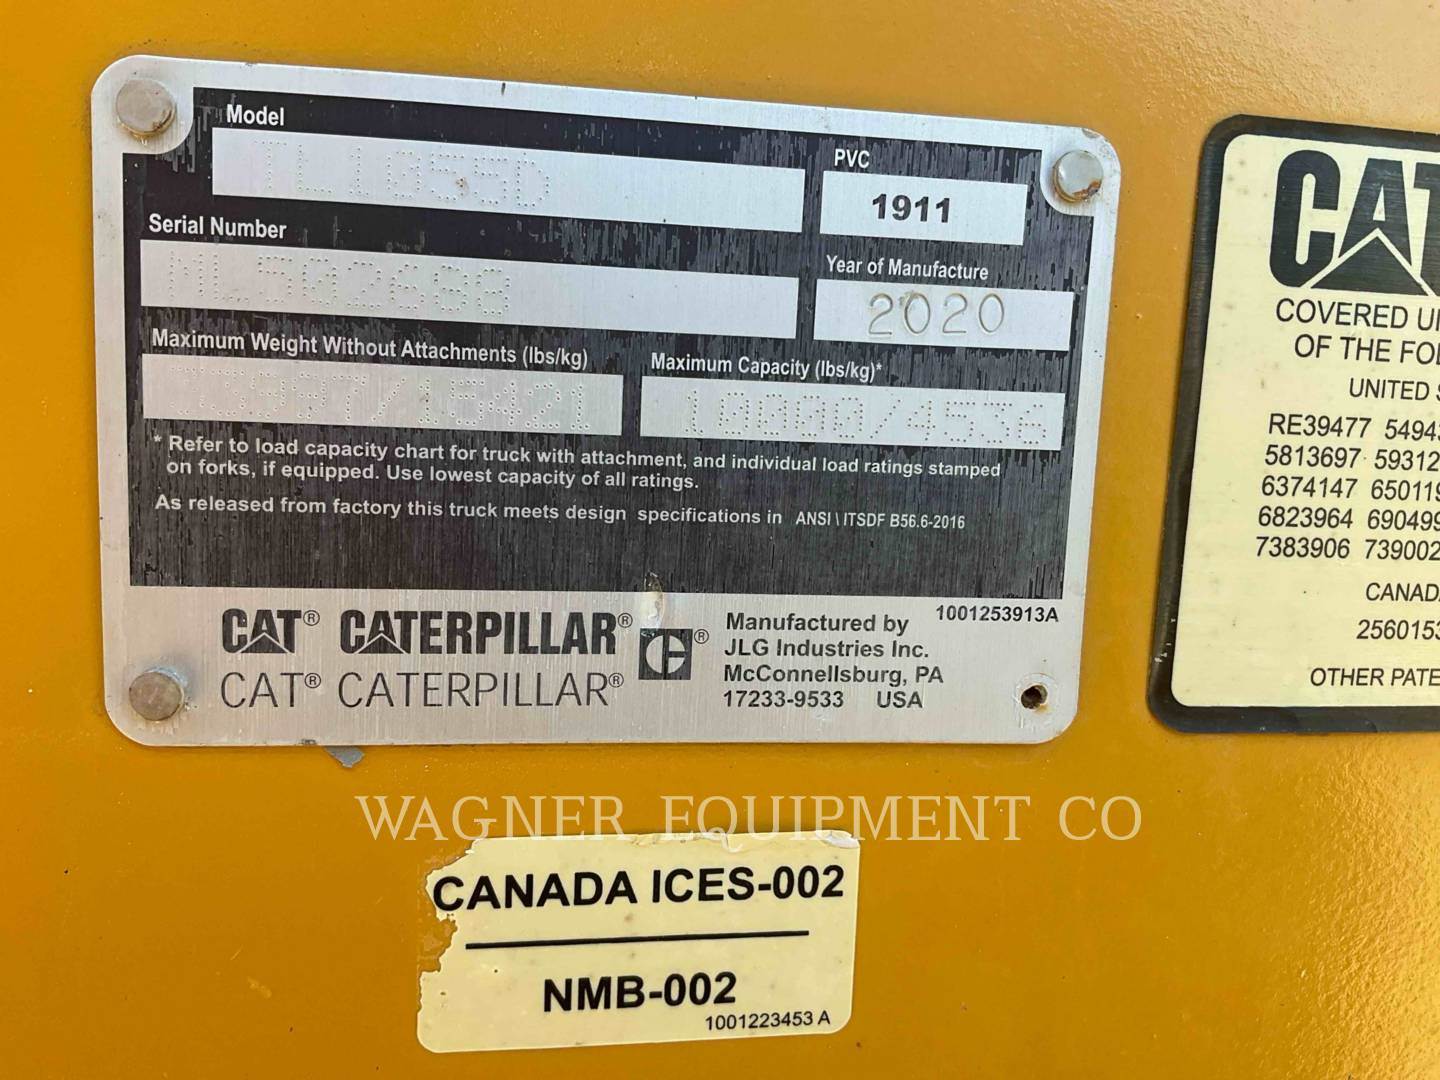 Model
TL1055D
PVC
1911
Serial Number
ML502688
Year of Manufacture
2020
Maximum Weight Without Attachments (lbs/kg)
Maximum Capacity (lbs/kg)*
10000/4536
* Refer to load capacity chart for truck with attachment, and individual load ratings stamped
on forks, if equipped. Use lowest capacity of all ratings.
As released from factory this truck meets design specifications in ANSI \ ITSDF B56.6-2016
CAT® CATERPILLAR®
CAT® CATERPILLAR®
Manufactured by
JLG Industries Inc.
McConnellsburg, PA
17233-9533 USA
1001253913A
WAGNER EQUIPMENT CO
CANADA ICES-002
NMB-002
1001223453 A
CAT
COVERED
OF THE
UNITED
RE39477
5813697
6374147
6823964
7383906
OTHER